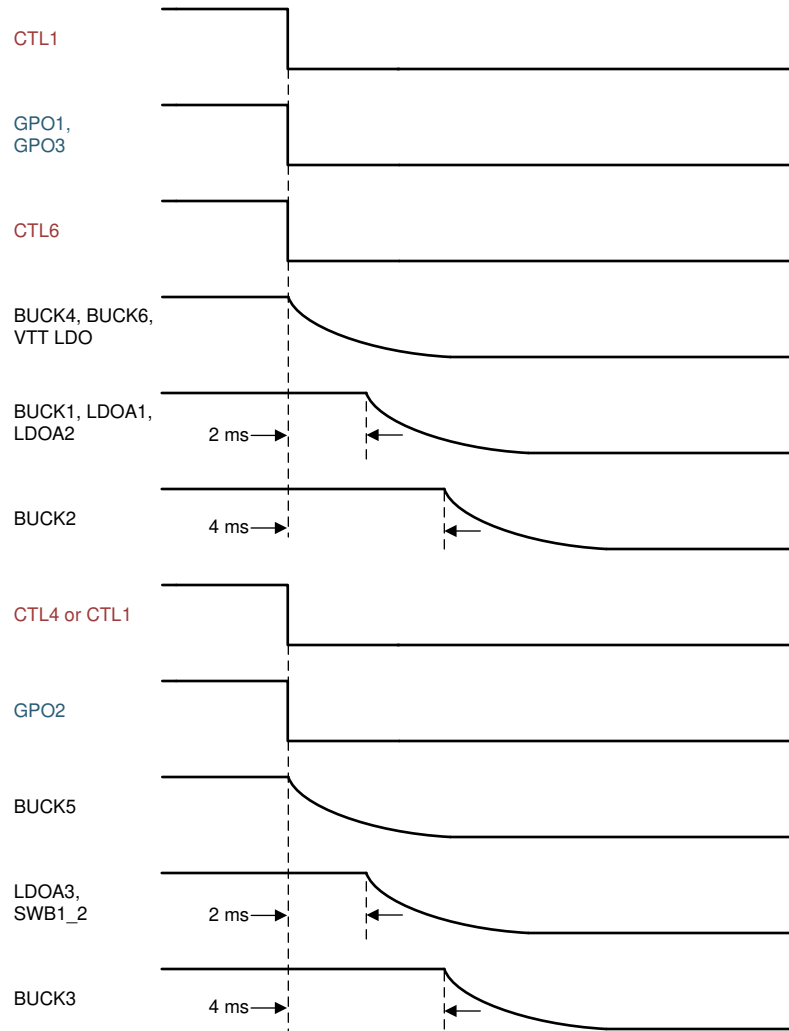 CTL1
GPO1,
GPO3
CTL6
BUCK4, BUCK6,
VTT LDO
BUCK1, LDOA1,
LDOA2
2 ms
BUCK2
4 ms
CTL4 or CTL1
GPO2
BUCK5
LDOA3,
SWB1_2
2 ms
BUCK3
4 ms